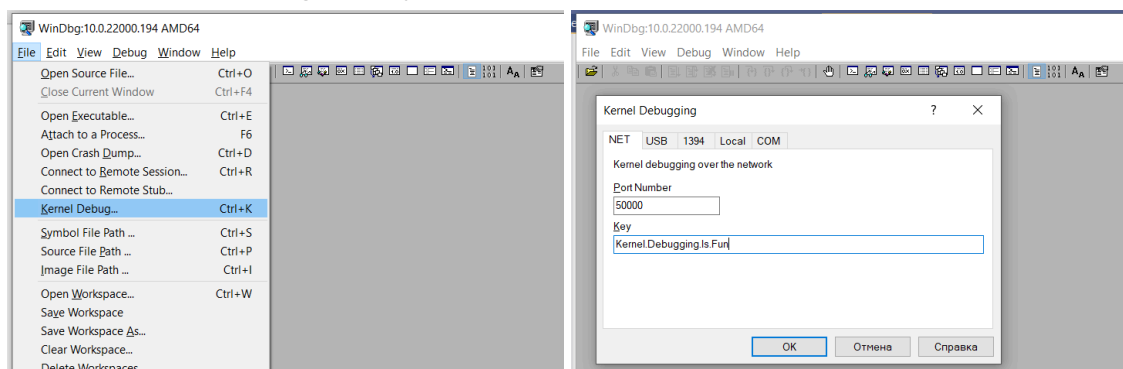 WinDbg:10.0.22000.194 AMD64
File Edit View Debug Window Help
Open Source File... Ctrl+O
Close Current Window Ctrl+F4
Open Executable... Ctrl+E
Attach to a Process... F6
Open Crash Dump... Ctrl+D
Connect to Remote Session... Ctrl+R
Connect to Remote Stub...
Kernel Debug... Ctrl+K
Symbol File Path ... Ctrl+S
Source File Path ... Ctrl+P
Image File Path ... Ctrl+I
Open Workspace... Ctrl+W
Save Workspace
Save Workspace As...
Clear Workspace...
Delete Workspaces
WinDbg:10.0.22000.194 AMD64
File Edit View Debug Window Help
Kernel Debugging ?
NET USB 1394 Local COM
Kernel debugging over the network
Port Number
50000
Key
Kernel.Debugging.Is.Fun
OK Отмена Справка